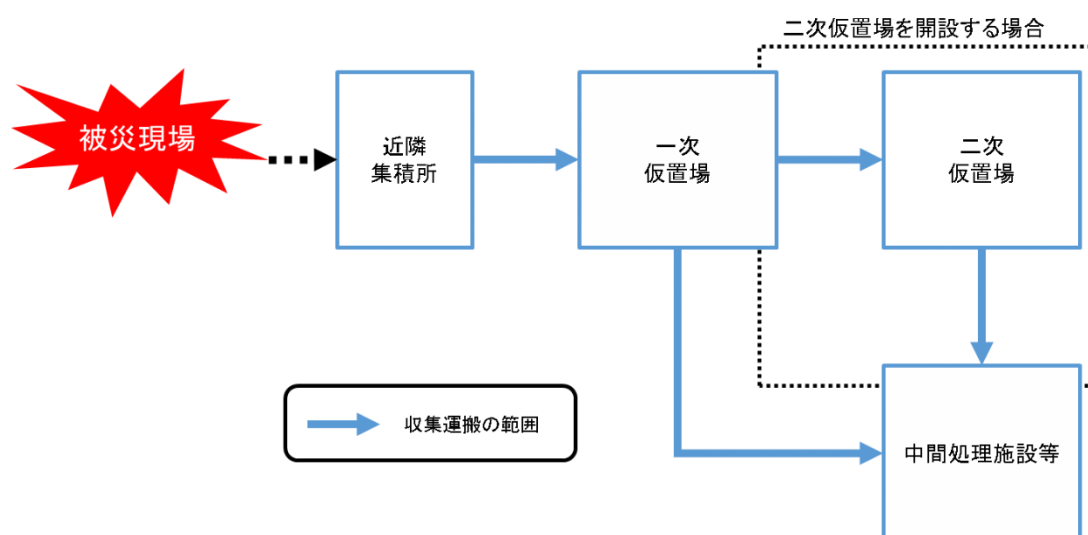 二次仮置場を開設する場合
被災現場
近隣
集積所
一次
仮置場
二次
仮置場
収集運搬の範囲
中間処理施設等